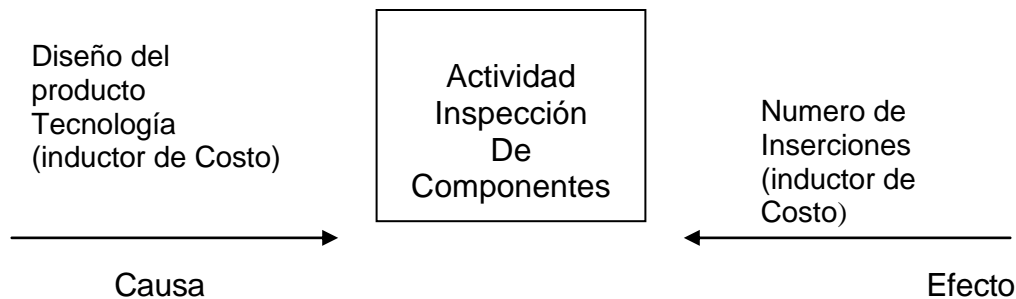 Diseño del
producto
Tecnología
(inductor de Costo)
Actividad
Inspección
De
Componentes
Numero de
Inserciones
(inductor de
Costo)
Causa
Efecto